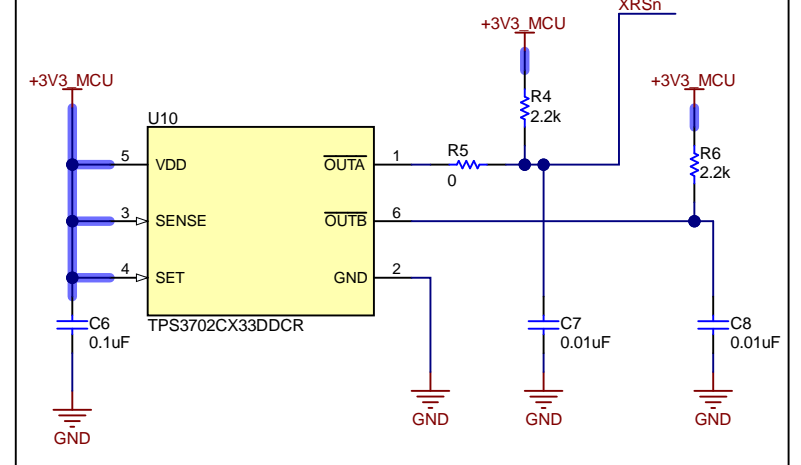 XRSn
+3V3_MCU
+3V3_MCU
+3V3_MCU
U10
R4
2.2k
R5
0
R6
2.2k
5 VDD OUTA 1
3 SENSE OUTB 6
4 SET GND 2
TPS3702CX33DDCR
C6
0.1uF
C7
0.01uF
C8
0.01uF
GND
GND
GND
GND